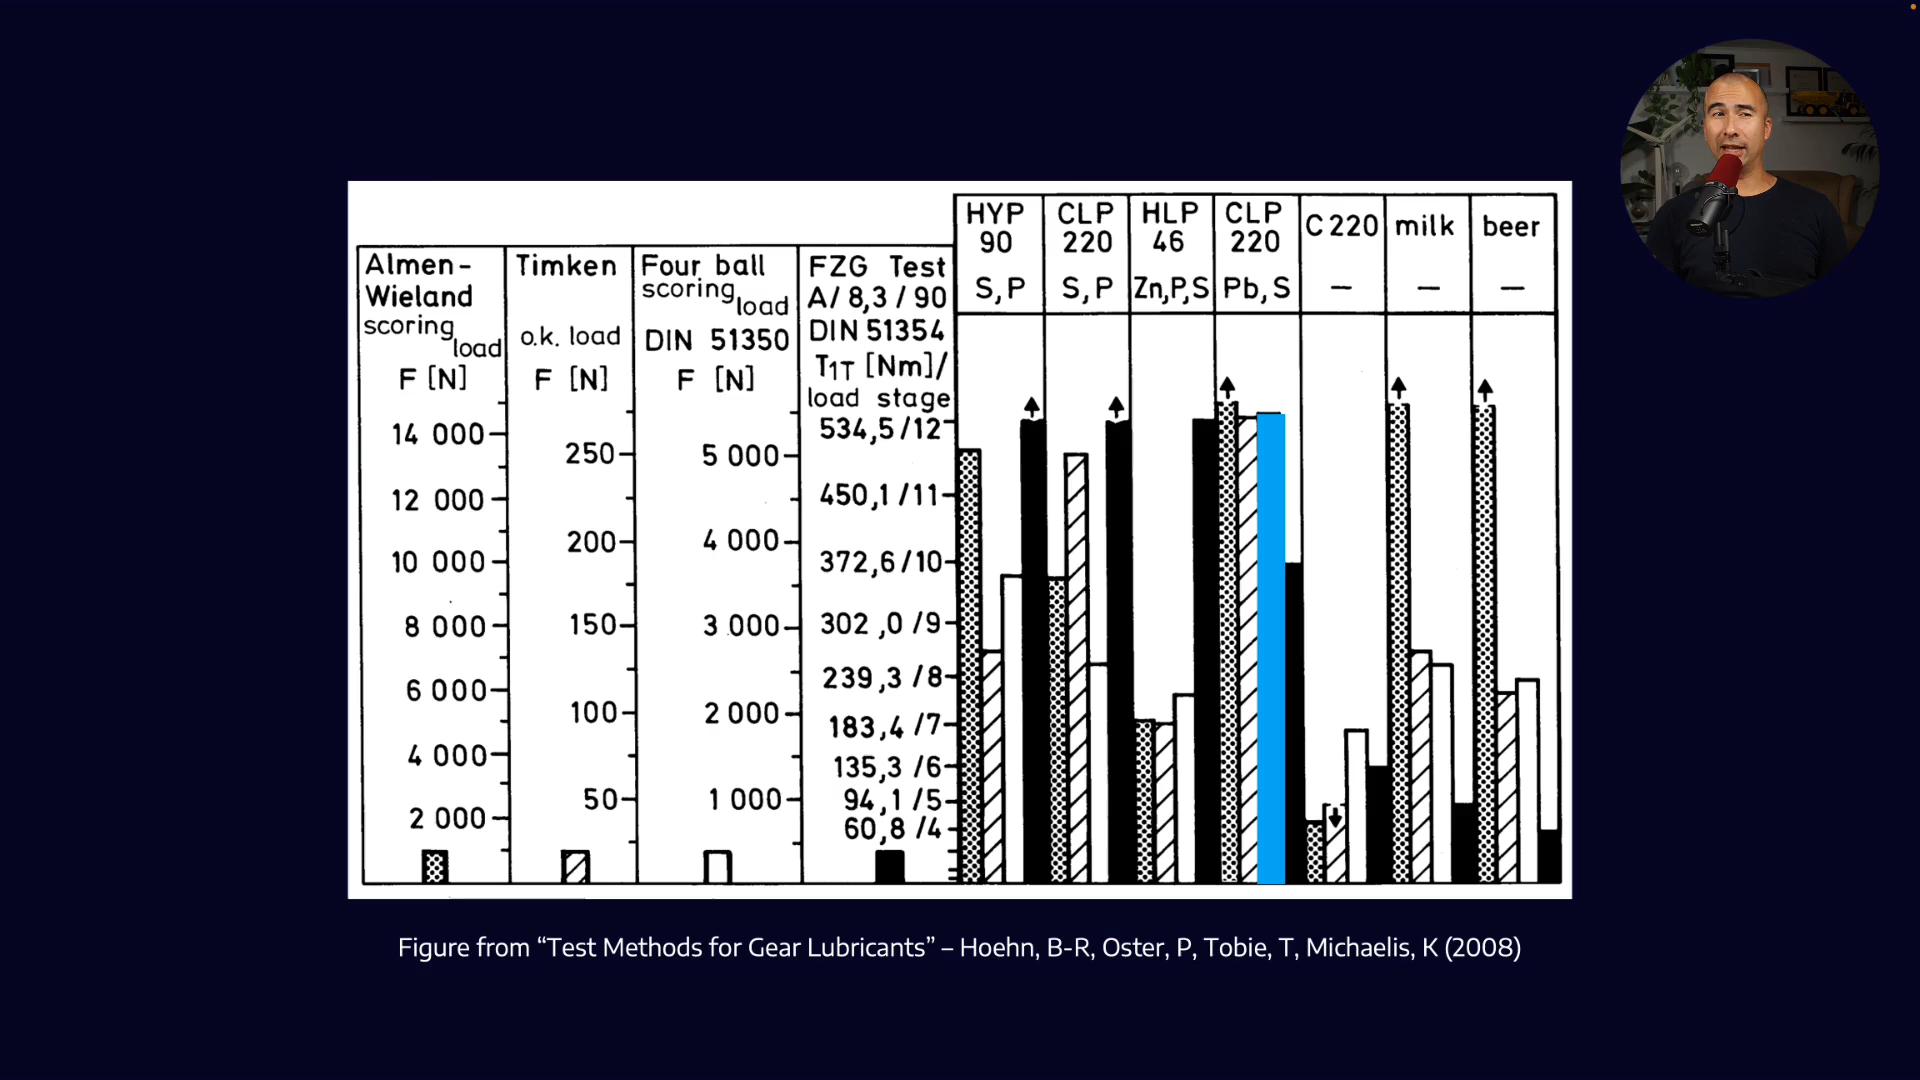 HYP 90 S,P
CLP 220 S,P
HLP 46 Zn,P,S
CLP 220 Pb,S
C 220 –
milk –
beer –
Almen-
Wieland
scoring load
F [N]
14 000
12 000
10 000
8 000
6 000
4 000
2 000
Timken
o.k. load
F [N]
250
200
150
100
50
Four ball
scoring load
DIN 51350
F [N]
5 000
4 000
3 000
2 000
1 000
FZG Test
A/8,3/90
DIN 51354
T1T [Nm]/
load stage
534,5/12
450,1/11
372,6/10
302,0/9
239,3/8
183,4/7
135,3/6
94,1/5
60,8/4
Figure from “Test Methods for Gear Lubricants” – Hoehn, B-R, Oster, P, Tobie, T, Michaelis, K (2008)